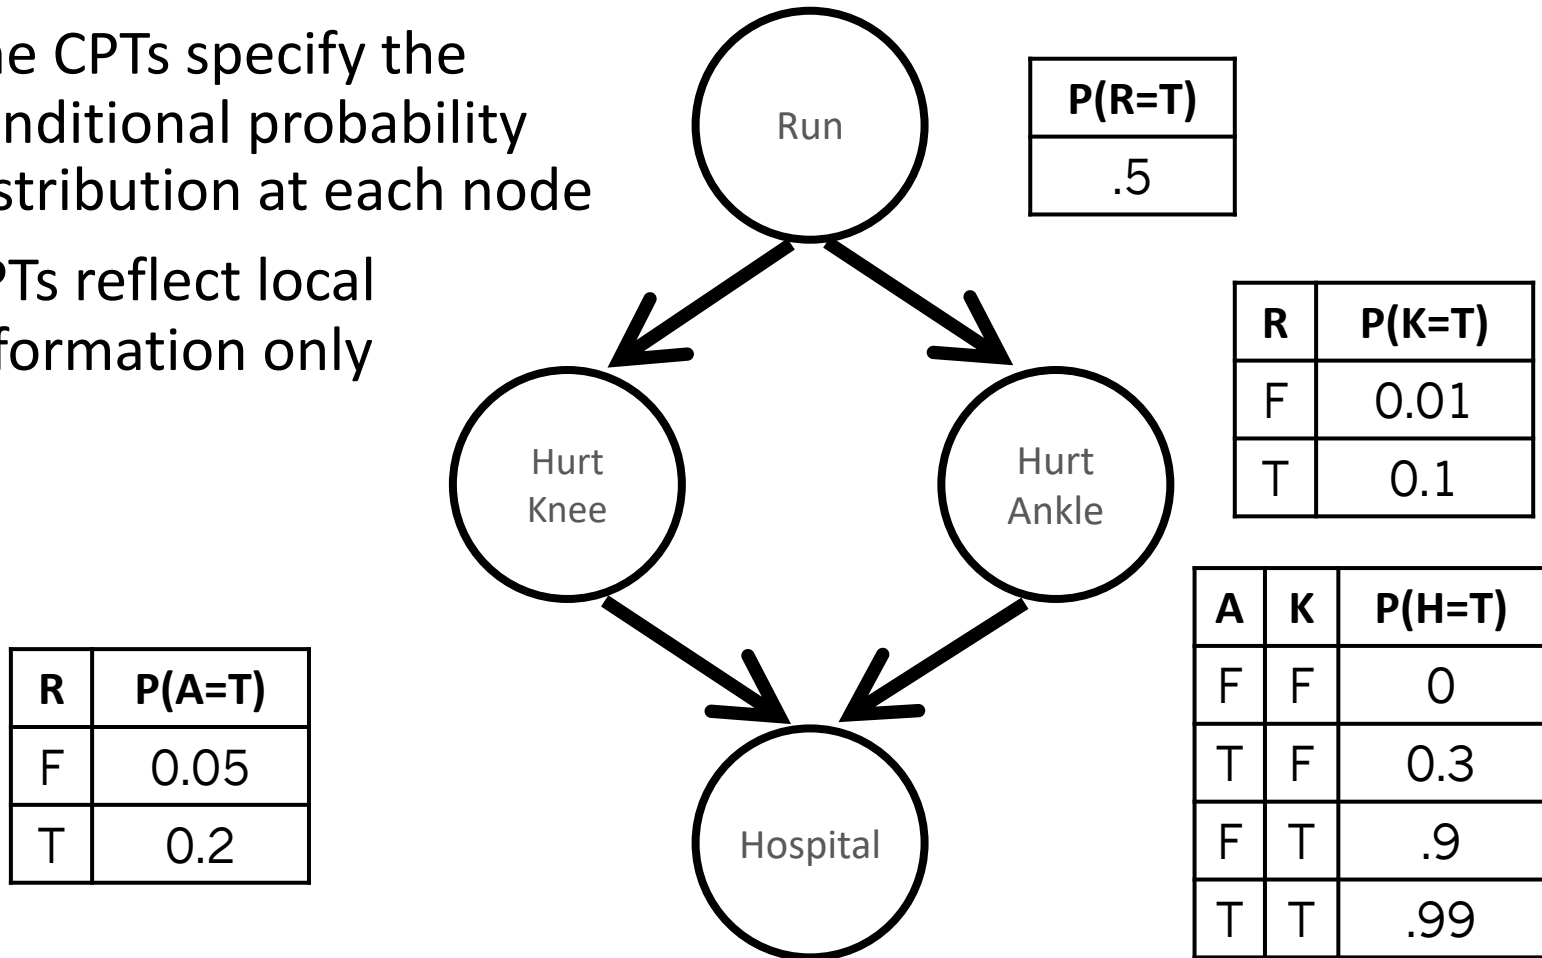 he CPTs specify the
nditional probability
stribution at each node
PTs reflect local
formation only
Run
P(R=T)
.5
R P(K=T)
F 0.01
T 0.1
Hurt
Knee
Hurt
Ankle
R P(A=T)
F 0.05
T 0.2
A K P(H=T)
F F 0
T F 0.3
F T .9
T T .99
Hospital